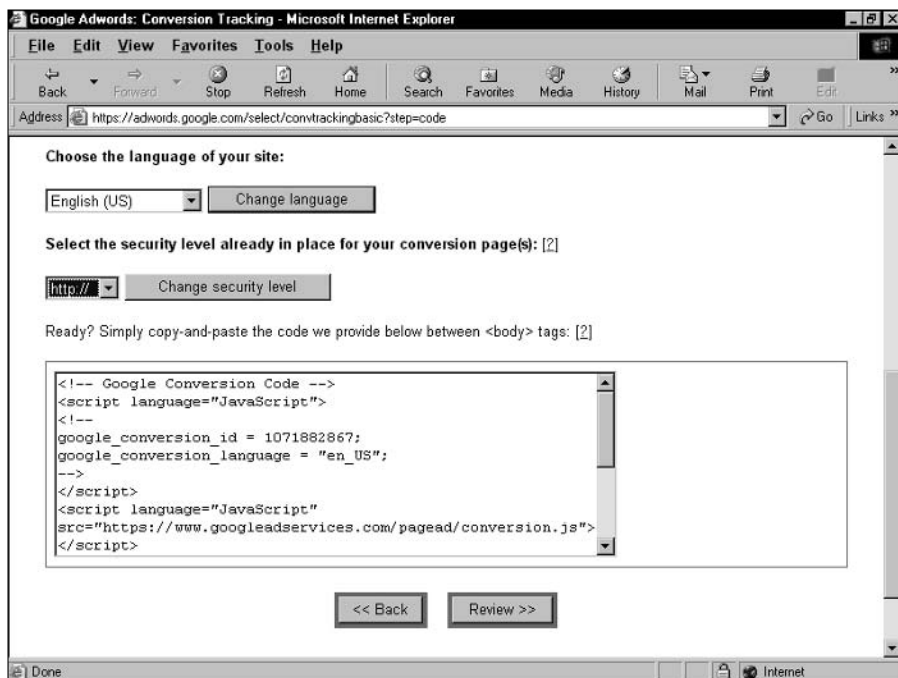 Google Adwords: Conversion Tracking - Microsoft Internet Explorer
File Edit View Favorites Tools Help
Back Forward Stop Refresh Home Search Favorites Media History Mail Print Edit
Address https://adwords.google.com/select/convtrackingbasic?step=code Go Links »
Choose the language of your site:
English (US) Change language
Select the security level already in place for your conversion page(s): [?]
http:// Change security level
Ready? Simply copy-and-paste the code we provide below between <body> tags: [?]
<!-- Google Conversion Code -->
<script language="JavaScript">
<!--
google_conversion_id = 1071882867;
google_conversion_language = "en_US";
-->
</script>
<script language="JavaScript"
src="https://www.googleadservices.com/pagead/conversion.js">
</script>
<< Back Review >>
Done Internet